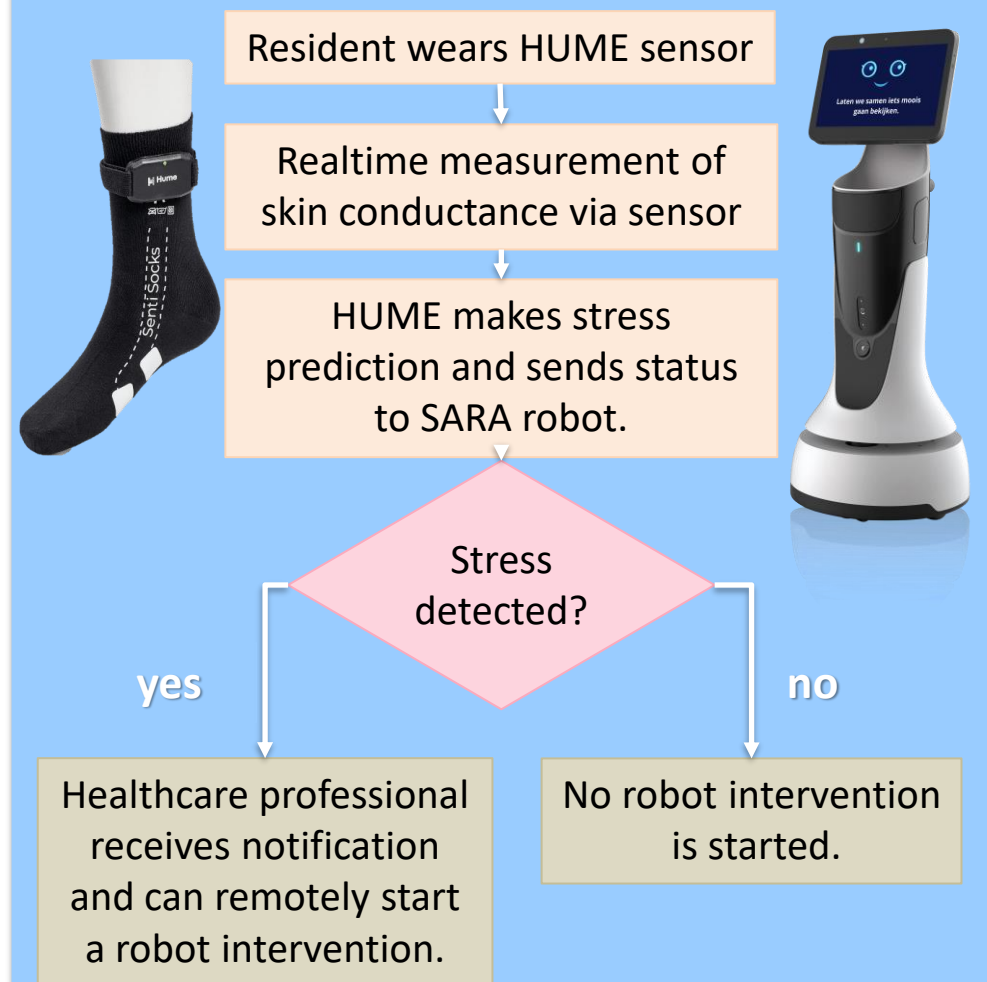 Resident wears HUME sensor
Realtime measurement of
skin conductance via sensor
HUME makes stress
prediction and sends status
to SARA robot.
Hume
Senti Socks
Laten we samen iets moois
gaan bekijken.
Stress
detected?
yes
no
Healthcare professional
receives notification
and can remotely start
a robot intervention.
No robot intervention
is started.